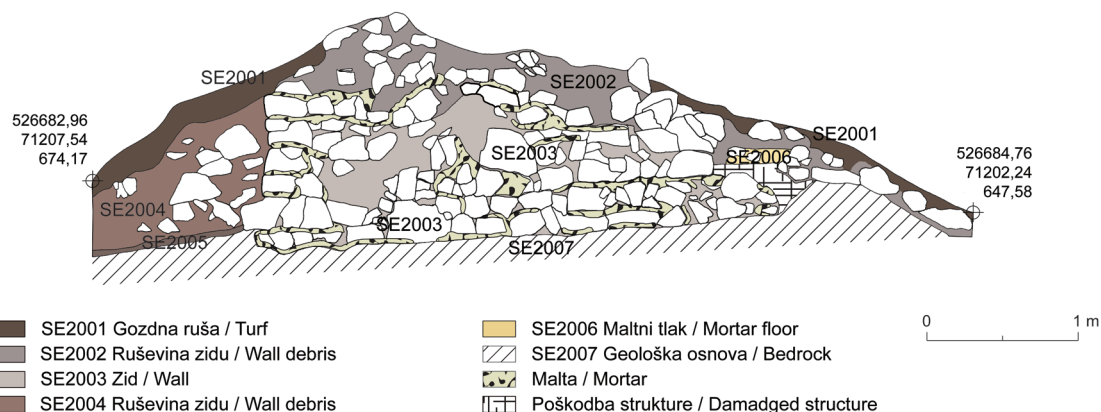 SE2001
SE2002
526682,96
71207,54
674,17
SE2001
526684,76
71202,24
647,58
SE2003
SE2006
SE2004
SE2003
SE2005
SE2007
SE2001 Gozdna ruša / Turf
SE2002 Ruševina zidu / Wall debris
SE2003 Zid / Wall
SE2004 Ruševina zidu / Wall debris
SE2006 Maltni tlak / Mortar floor
SE2007 Geološka osnova / Bedrock
Malta / Mortar
Poškodba strukture / Damadged structure
0
1 m